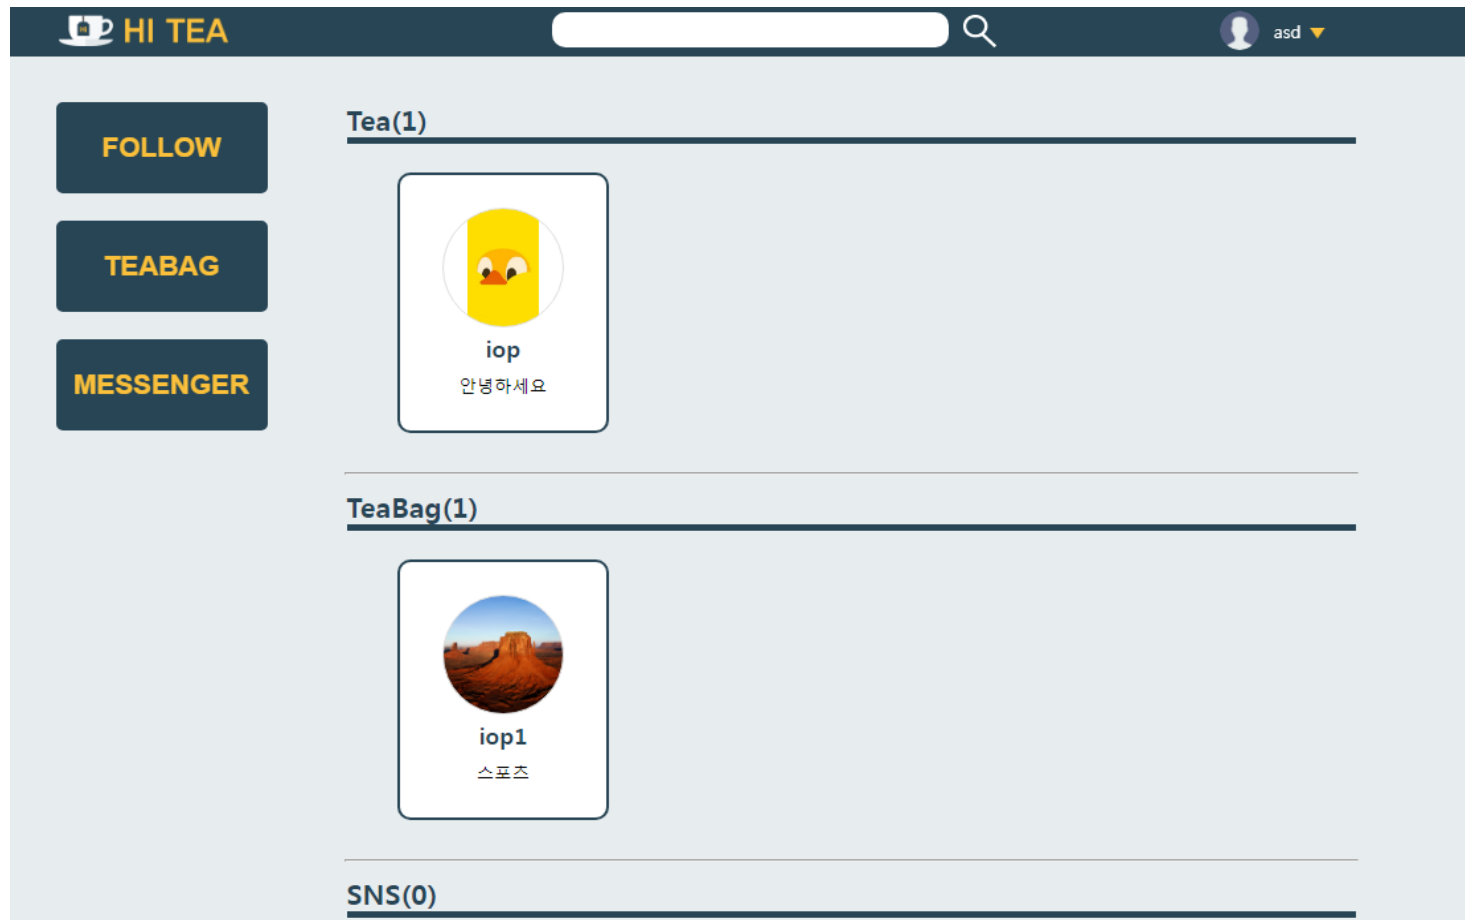 HI TEA
asd
FOLLOW
TEABAG
MESSENGER
Tea(1)
iop
안녕하세요
TeaBag(1)
iop1
스포츠
SNS(0)